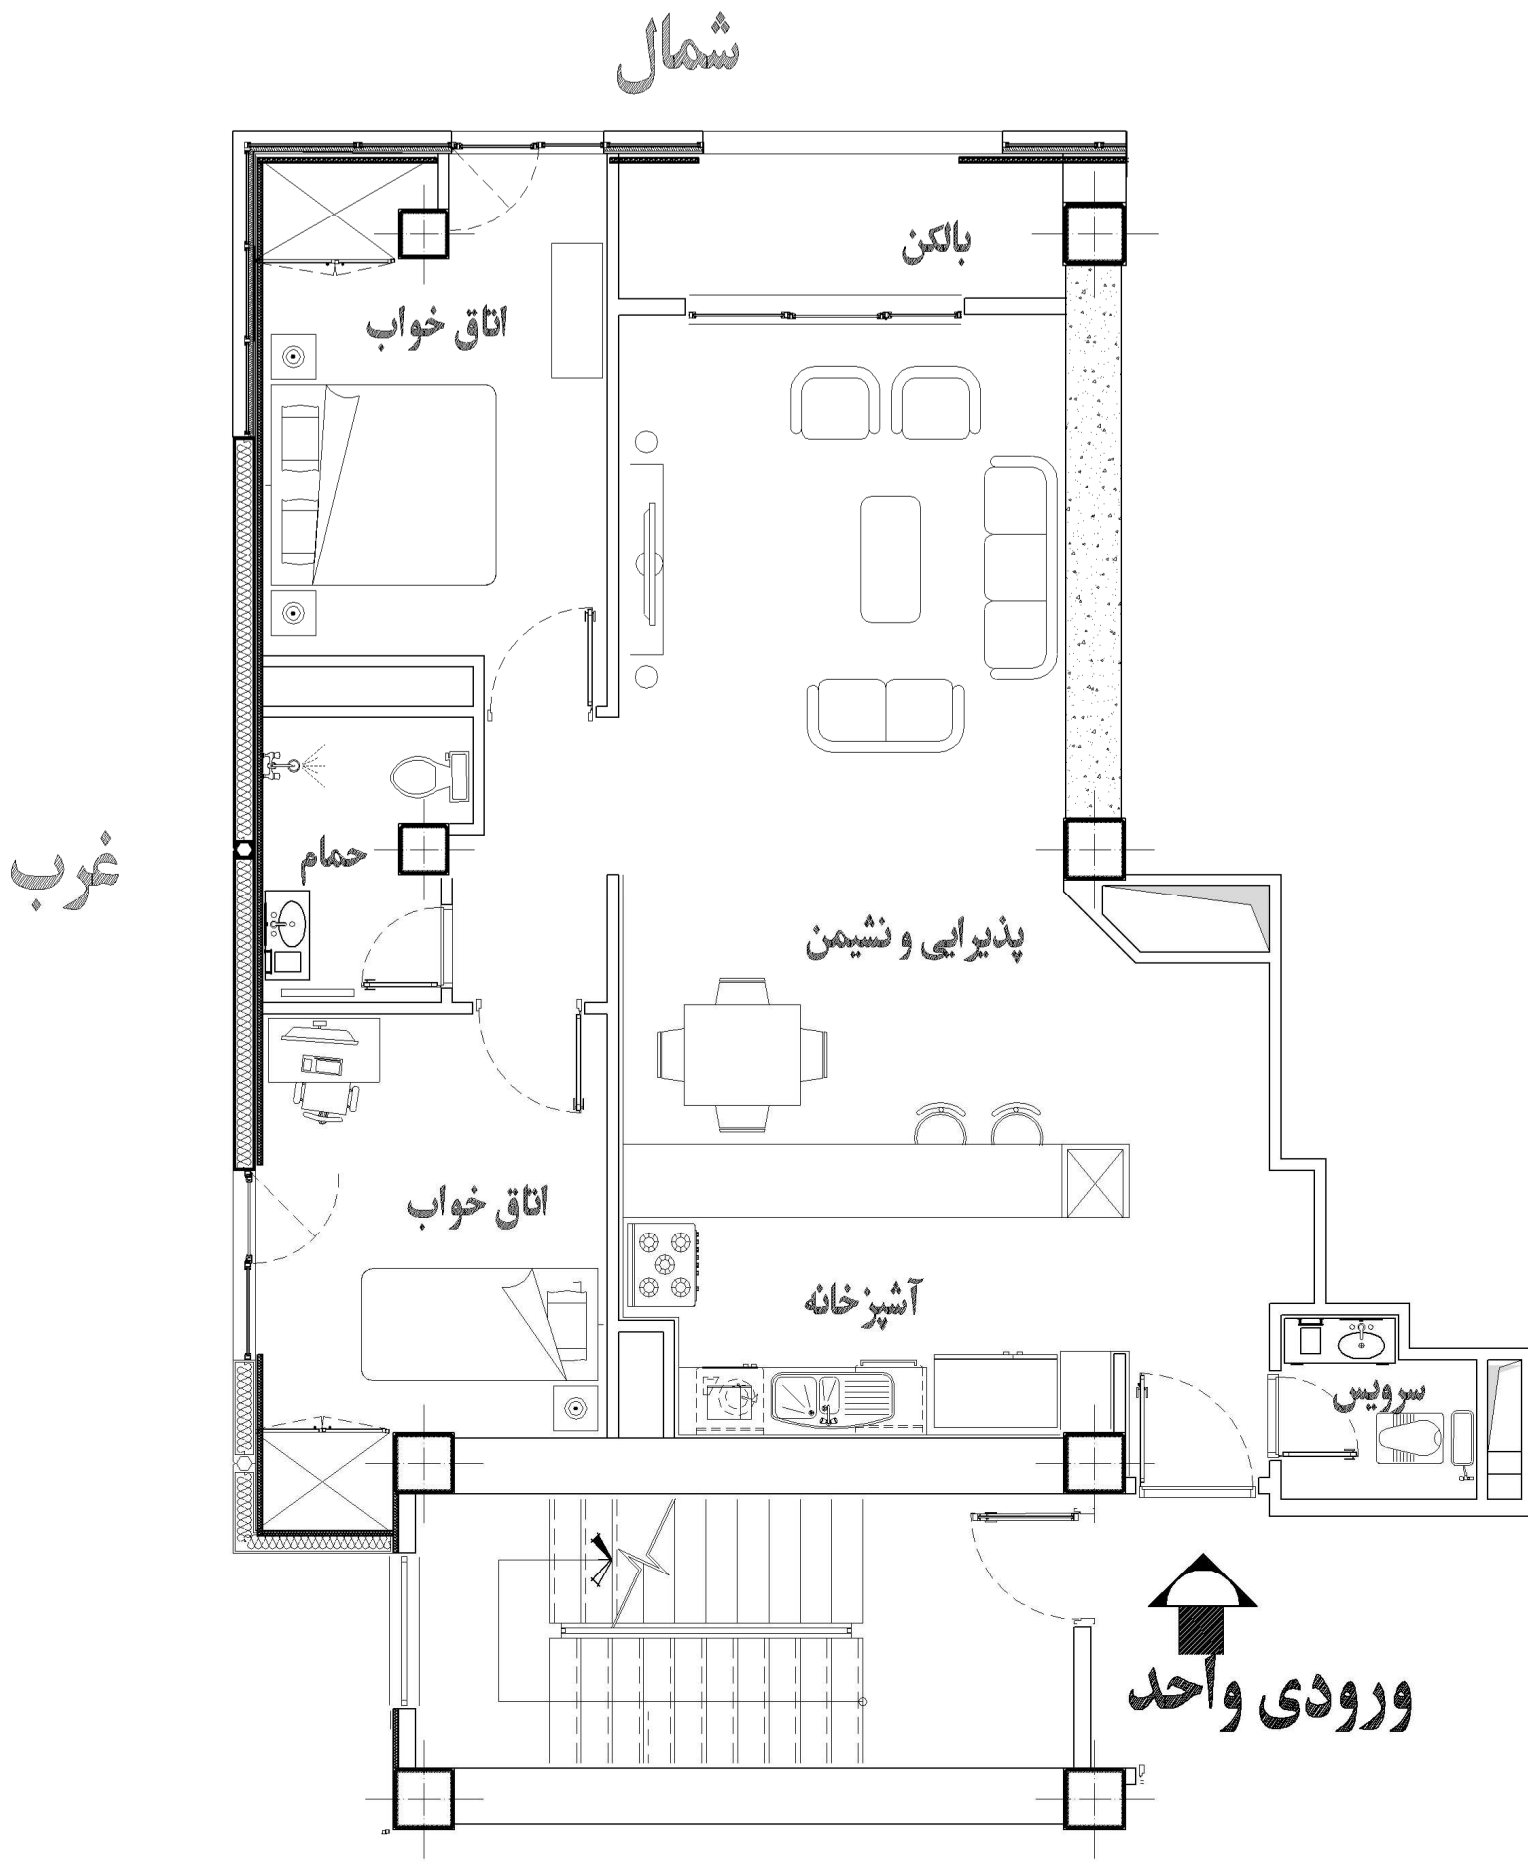 شمال
بالکن
اتاق خواب
غرب
حمام
پذیرایی و نشیمن
اتاق خواب
آشپزخانه
سرویس
ورودی واحد